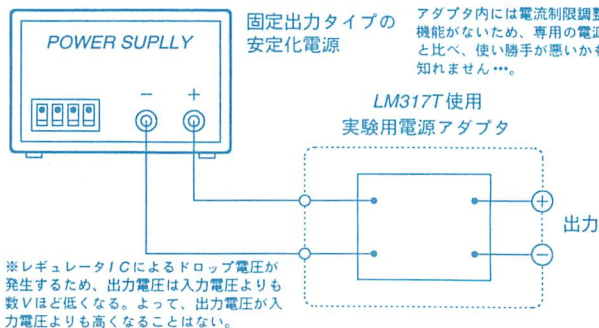 POWER SUPLLY
固定出力タイプの
安定化電源
アダプタ内には電流制限調整
機能がないため、専用の電源
と比べ、使い勝手が悪いかも
知れません・・・。
− +
LM317T使用
実験用電源アダプタ
+
出力
−
※レギュレータICによるドロップ電圧が
発生するため、出力電圧は入力電圧よりも
数Vほど低くなる。よって、出力電圧が入
力電圧よりも高くなることはない。